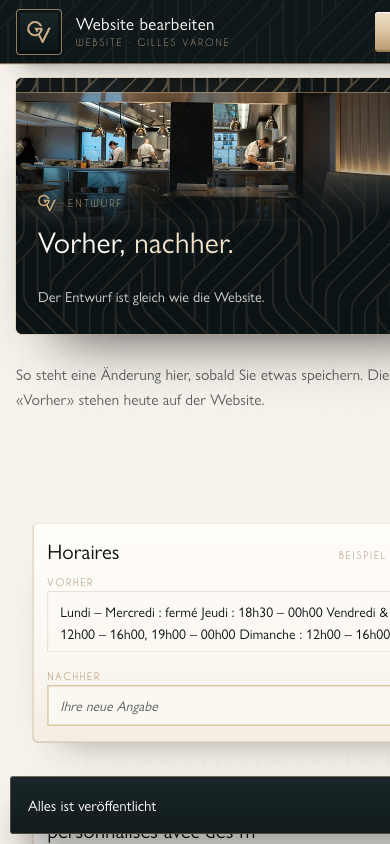 GV
Website bearbeiten
WEBSITE · GILLES VARONE
GV ENTWURF
Vorher, nachher.
Der Entwurf ist gleich wie die Website.
So steht eine Änderung hier, sobald Sie etwas speichern. Die
«Vorher» stehen heute auf der Website.
Horaires
BEISPIEL
VORHER
Lundi – Mercredi : fermé Jeudi : 18h30 – 00h00 Vendredi &
12h00 – 16h00, 19h00 – 00h00 Dimanche : 12h00 – 16h00
NACHHER
Ihre neue Angabe
Alles ist veröffentlicht
personnalisés avec des m